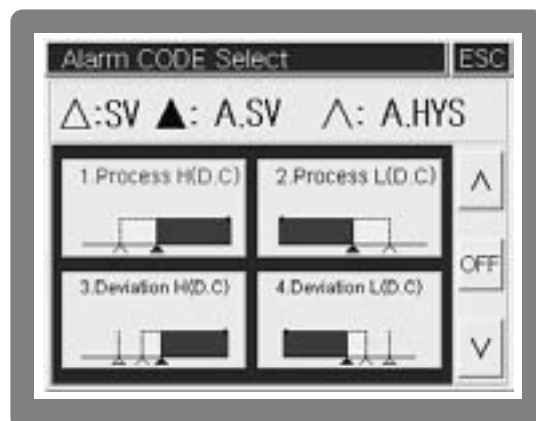 Alarm CODE Select ESC
△:SV ▲: A.SV ∧: A.HYS
1.Process H(D.C) 2.Process L(D.C) ∧
OFF
3.Deviation H(D.C) 4.Deviation L(D.C)
∨